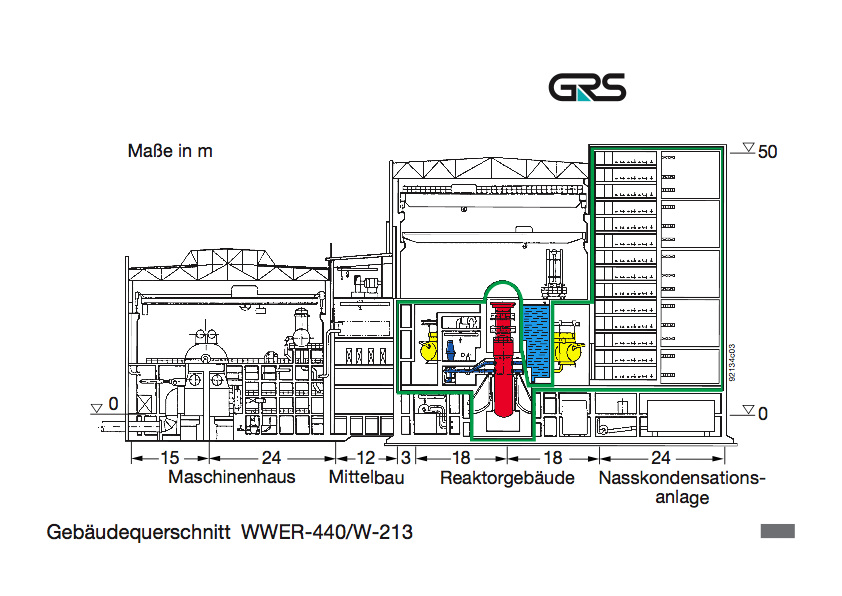 GRS
Maße in m
50
0
0
92134c03
15 24 12 3 18 18 24
Maschinenhaus Mittelbau Reaktorgebäude Nasskondensations-
anlage
Gebäudequerschnitt WWER-440/W-213